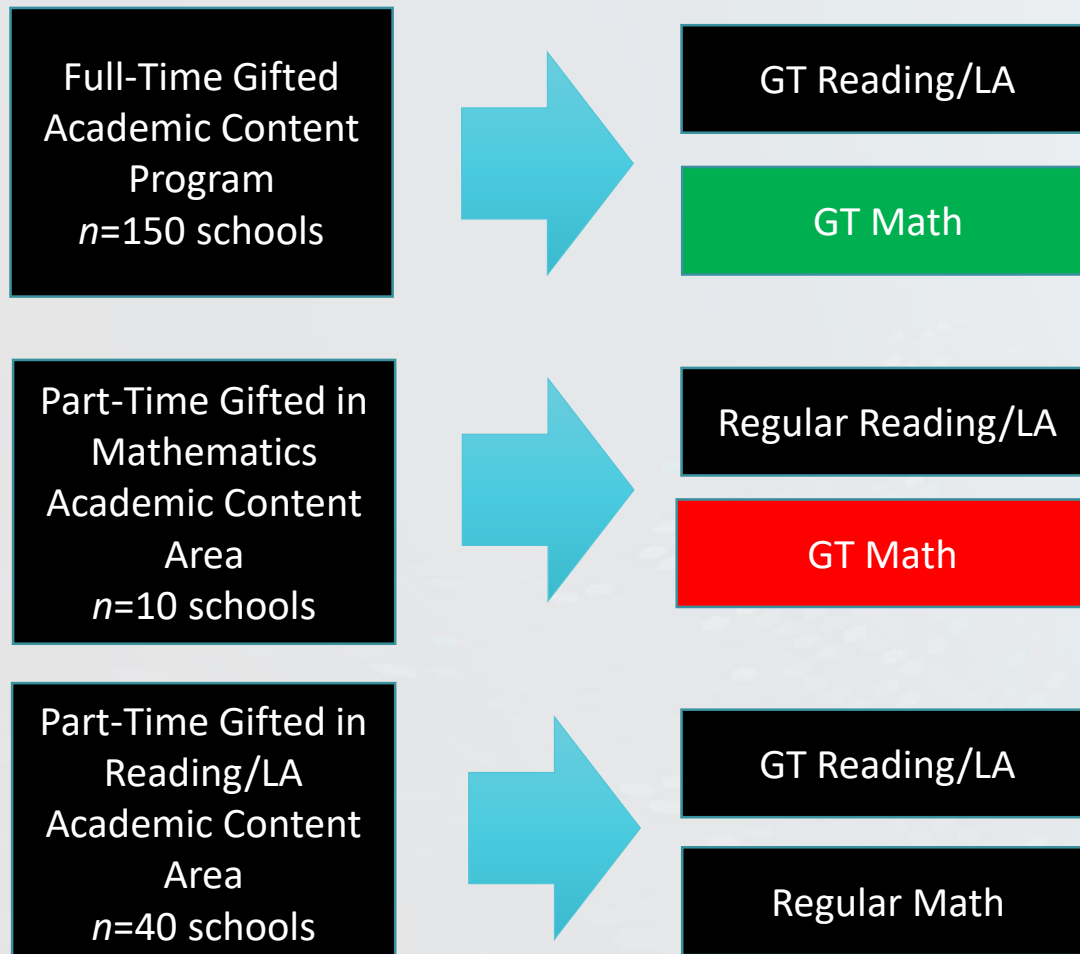 Full-Time Gifted
Academic Content
Program
n=150 schools
GT Reading/LA
GT Math
Part-Time Gifted in
Mathematics
Academic Content
Area
n=10 schools
Regular Reading/LA
GT Math
Part-Time Gifted in
Reading/LA
Academic Content
Area
n=40 schools
GT Reading/LA
Regular Math